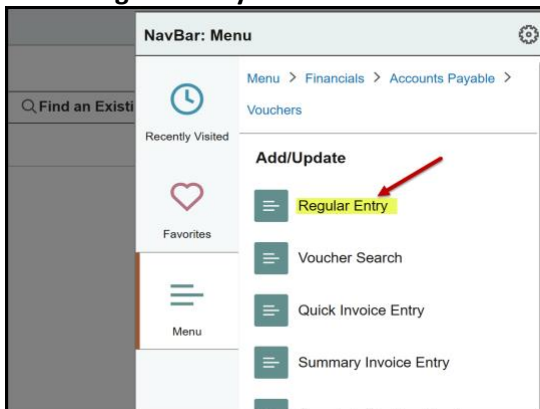 NavBar: Menu
Menu > Financials > Accounts Payable >
Vouchers
Find an Existi
Recently Visited
Add/Update
Regular Entry
Favorites
Voucher Search
Menu
Quick Invoice Entry
Summary Invoice Entry